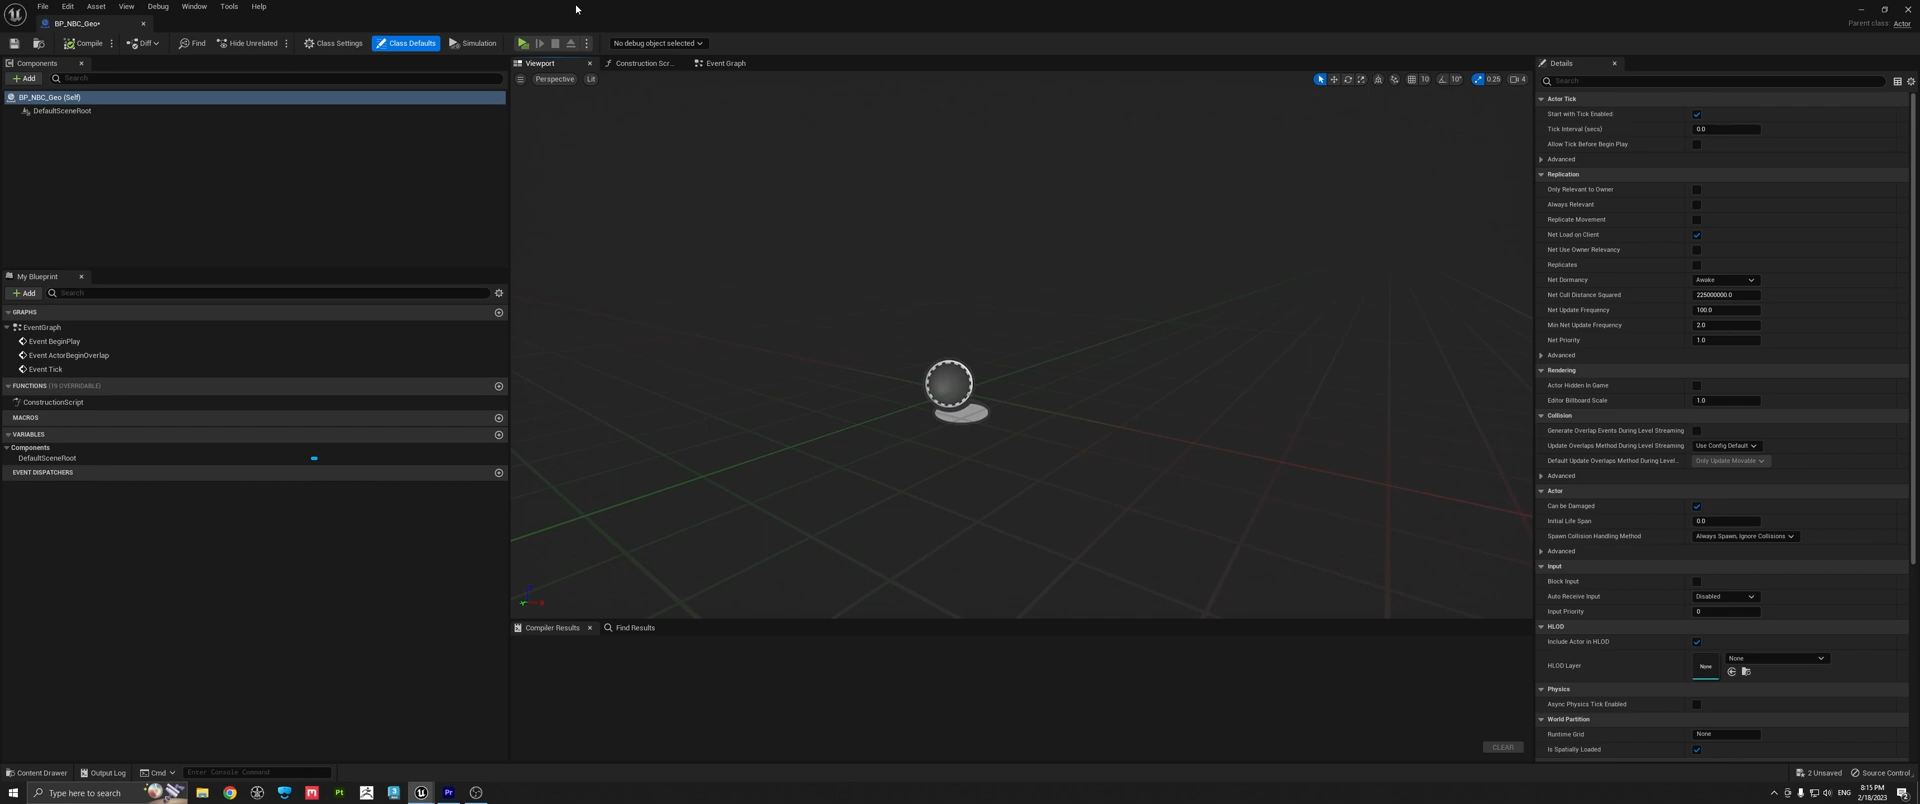 File Edit Asset View Debug Window Tools Help
BP_NBC_Geo•
Parent class: Actor
Compile Diff Find Hide Unrelated Class Settings Class Defaults Simulation No debug object selected
Components
Add Search
BP_NBC_Geo (Self)
DefaultSceneRoot
My Blueprint
Add Search
GRAPHS
EventGraph
Event BeginPlay
Event ActorBeginOverlap
Event Tick
FUNCTIONS (19 OVERRIDABLE)
ConstructionScript
MACROS
VARIABLES
Components
DefaultSceneRoot
EVENT DISPATCHERS
Viewport Construction Scr... Event Graph
Perspective Lit 10 10° 0.25 4
Compiler Results Find Results
CLEAR
Details
Search
Actor Tick
Start with Tick Enabled
Tick Interval (secs) 0.0
Allow Tick Before Begin Play
Advanced
Replication
Only Relevant to Owner
Always Relevant
Replicate Movement
Net Load on Client
Net Use Owner Relevancy
Replicates
Net Dormancy Awake
Net Cull Distance Squared 225000000.0
Net Update Frequency 100.0
Min Net Update Frequency 2.0
Net Priority 1.0
Advanced
Rendering
Actor Hidden In Game
Editor Billboard Scale 1.0
Collision
Generate Overlap Events During Level Streaming
Update Overlaps Method During Level Streaming Use Config Default
Default Update Overlaps Method During Level... Only Update Movable
Advanced
Actor
Can be Damaged
Initial Life Span 0.0
Spawn Collision Handling Method Always Spawn, Ignore Collisions
Advanced
Input
Block Input
Auto Receive Input Disabled
Input Priority 0
HLOD
Include Actor in HLOD
HLOD Layer None None
Physics
Async Physics Tick Enabled
World Partition
Runtime Grid None
Is Spatially Loaded
Content Drawer Output Log Cmd Enter Console Command 2 Unsaved Source Control
Type here to search Pt Pr ENG 8:15 PM
2/18/2023